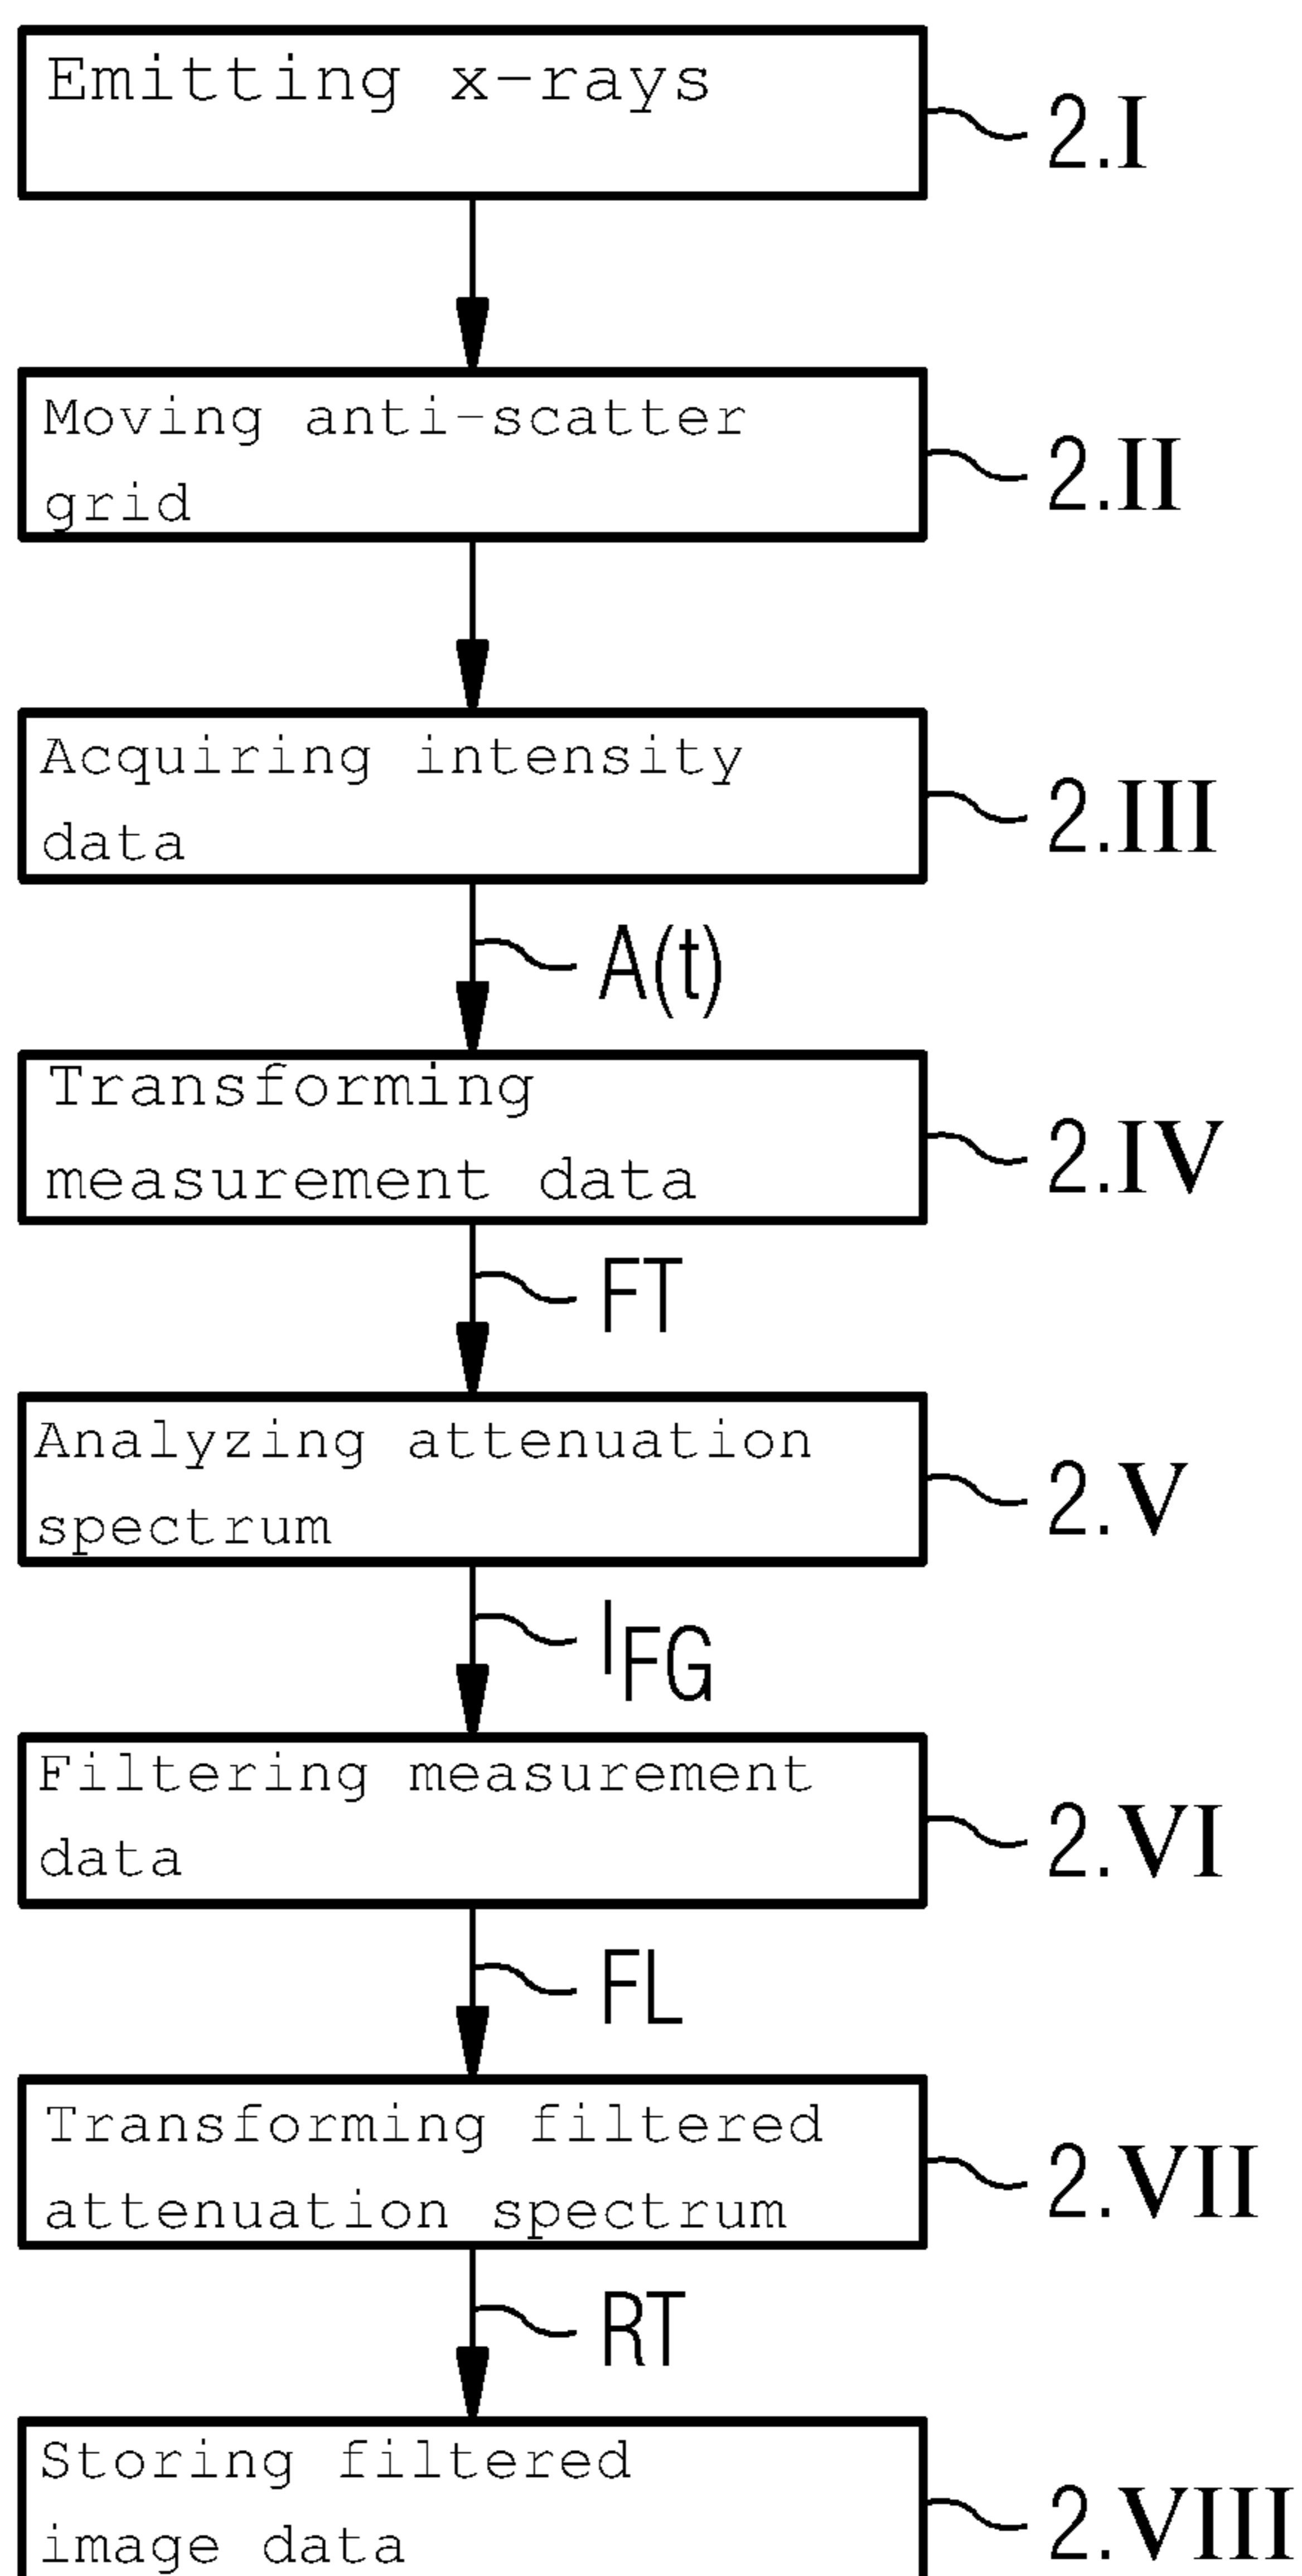 Emitting x-rays
2.I
Moving anti-scatter
grid
2.II
Acquiring intensity
data
2.III
A(t)
Transforming
measurement data
2.IV
FT
Analyzing attenuation
spectrum
2.V
IFG
Filtering measurement
data
2.VI
FL
Transforming filtered
attenuation spectrum
2.VII
RT
Storing filtered
image data
2.VIII